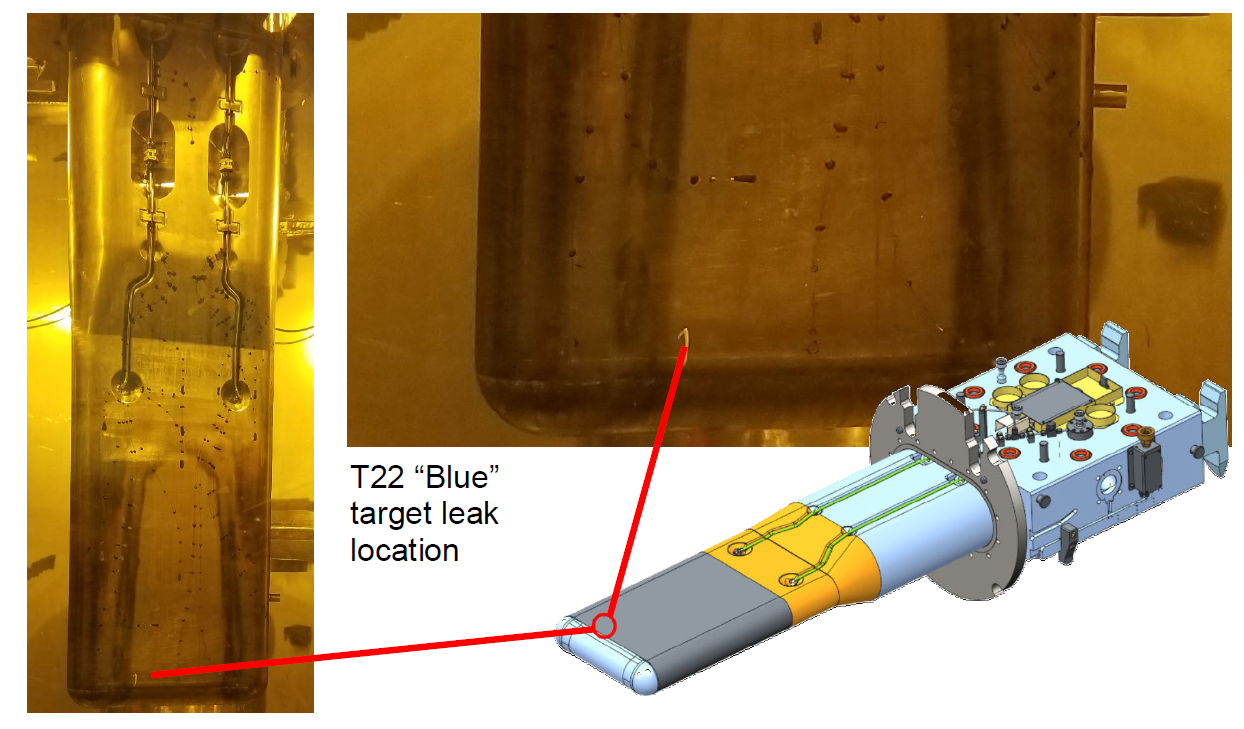 T22 “Blue”
target leak
location